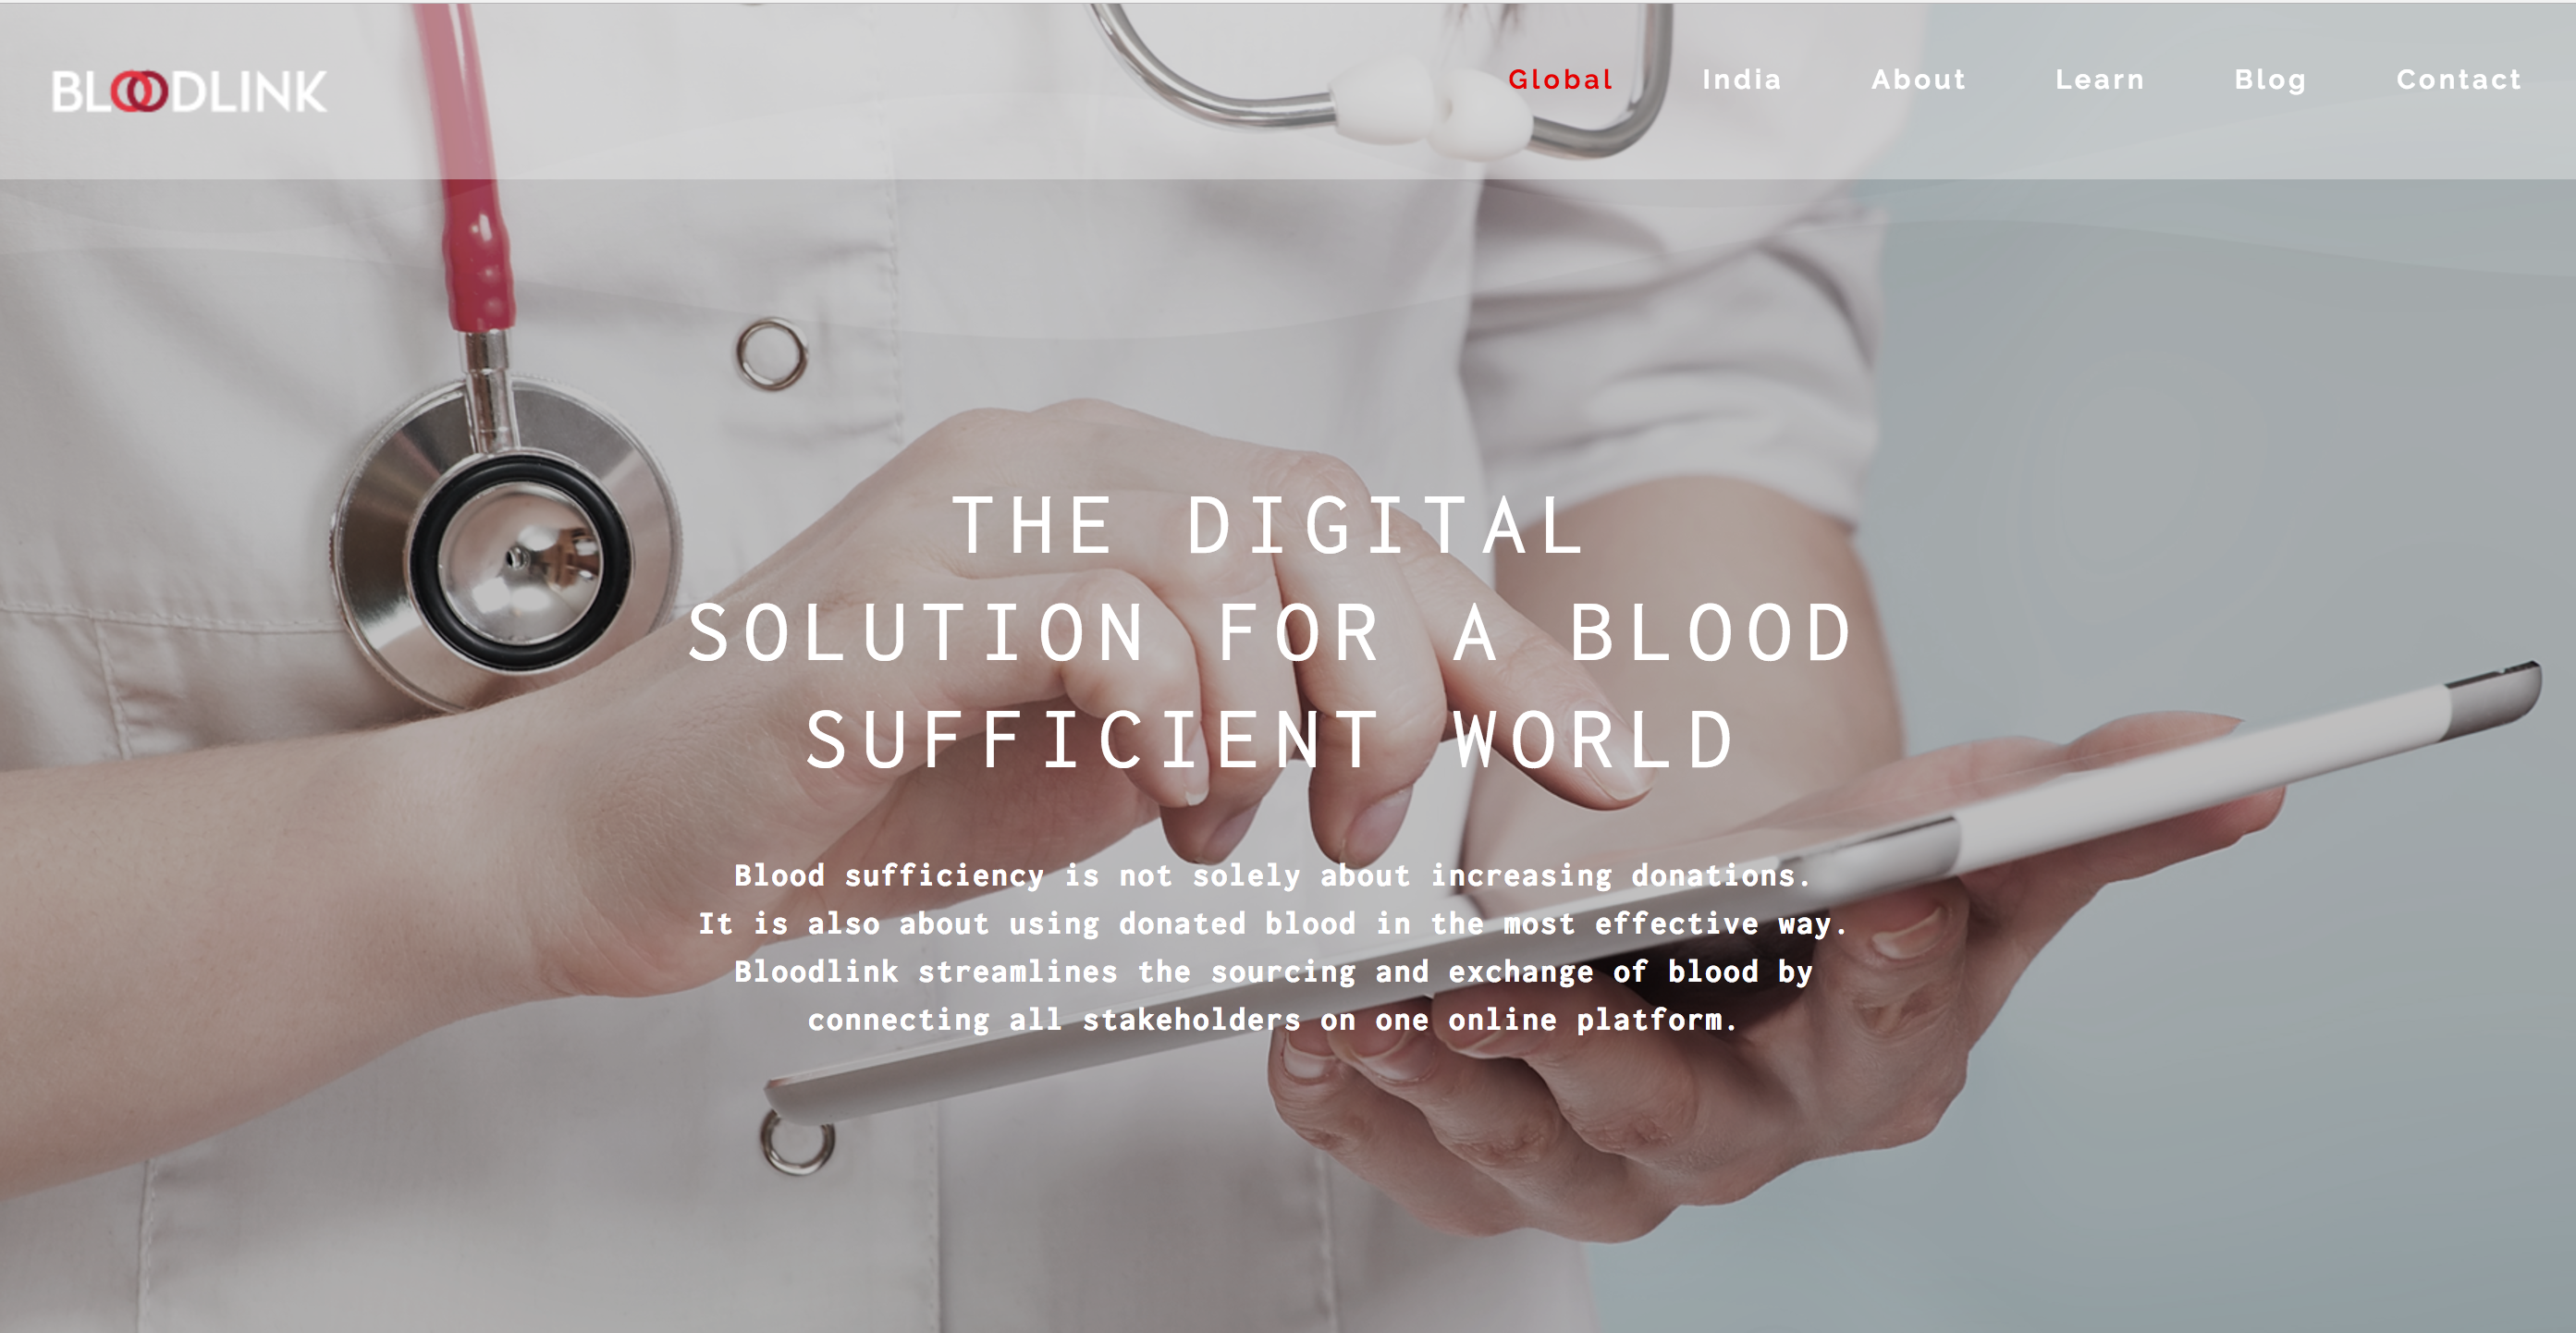 BLOODLINK
Global India About Learn Blog Contact
THE DIGITAL
SOLUTION FOR A BLOOD
SUFFICIENT WORLD
Blood sufficiency is not solely about increasing donations.
It is also about using donated blood in the most effective way.
Bloodlink streamlines the sourcing and exchange of blood by
connecting all stakeholders on one online platform.